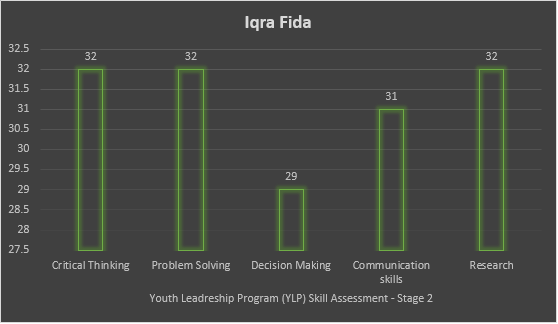 Iqra Fida
32.5
32
31.5
31
30.5
30
29.5
29
28.5
28
27.5
32
32
29
31
32
Critical Thinking
Problem Solving
Decision Making
Communication
skills
Research
Youth Leadreship Program (YLP) Skill Assessment - Stage 2